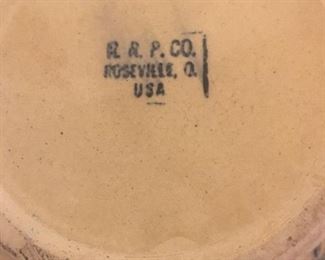 R. R. P. CO.
ROSEVILLE, O.
USA